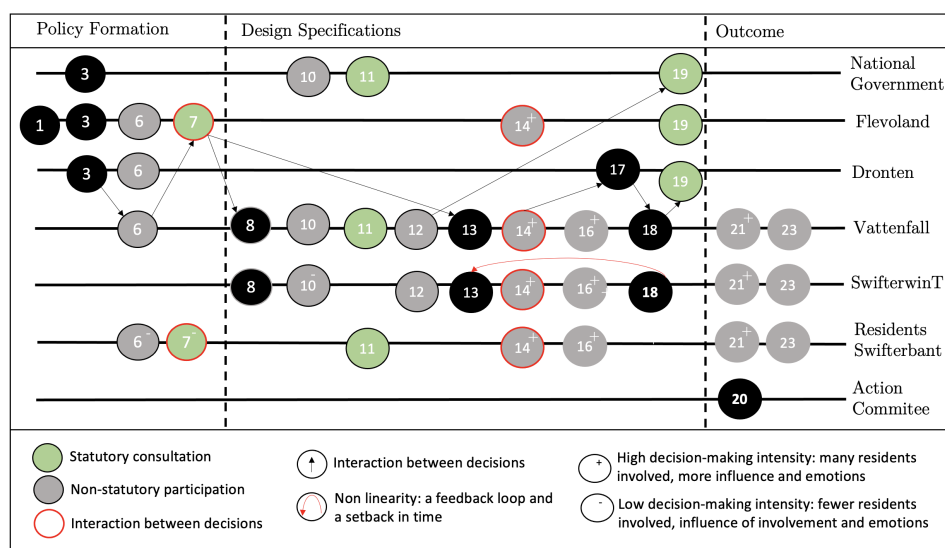 Policy Formation
Design Specifications
Outcome
3
10
11
19
National
Government
1
3
6
7
14+
19
Flevoland
3
6
17
19
Dronten
6
8
10
11
12
13
14+
16+
18
21+
23
Vattenfall
8
10-
12
13
14+
16+
18
21+
23
SwifterwinT
6-
7-
11
14+
16+
21+
23
Residents
Swifterbant
20
Action
Commitee
Statutory consultation
Non-statutory participation
Interaction between decisions
Interaction between decisions
Non linearity: a feedback loop and
a setback in time
+
High decision-making intensity: many residents
involved, more influence and emotions
-
Low decision-making intensity: fewer residents
involved, influence of involvement and emotions